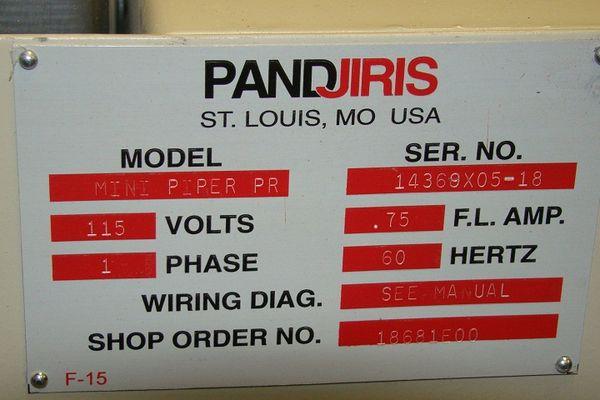 PANDJIRIS
ST. LOUIS, MO USA
MODEL SER. NO.
MINI PIPER PR 14369X05-18
115 VOLTS .75 F.L. AMP.
1 PHASE 60 HERTZ
WIRING DIAG. SEE MANUAL
SHOP ORDER NO. 18681E00
F-15